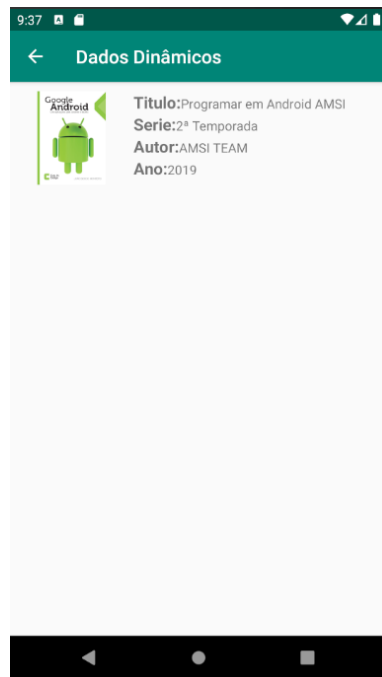 9:37
Dados Dinâmicos
Google
Android
Titulo:Programar em Android AMSI
Serie:2ª Temporada
Autor:AMSI TEAM
Ano:2019